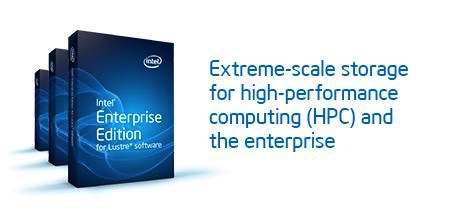 intel
Intel®
Enterprise
Edition
for Lustre* software
Extreme-scale storage
for high-performance
computing (HPC) and
the enterprise